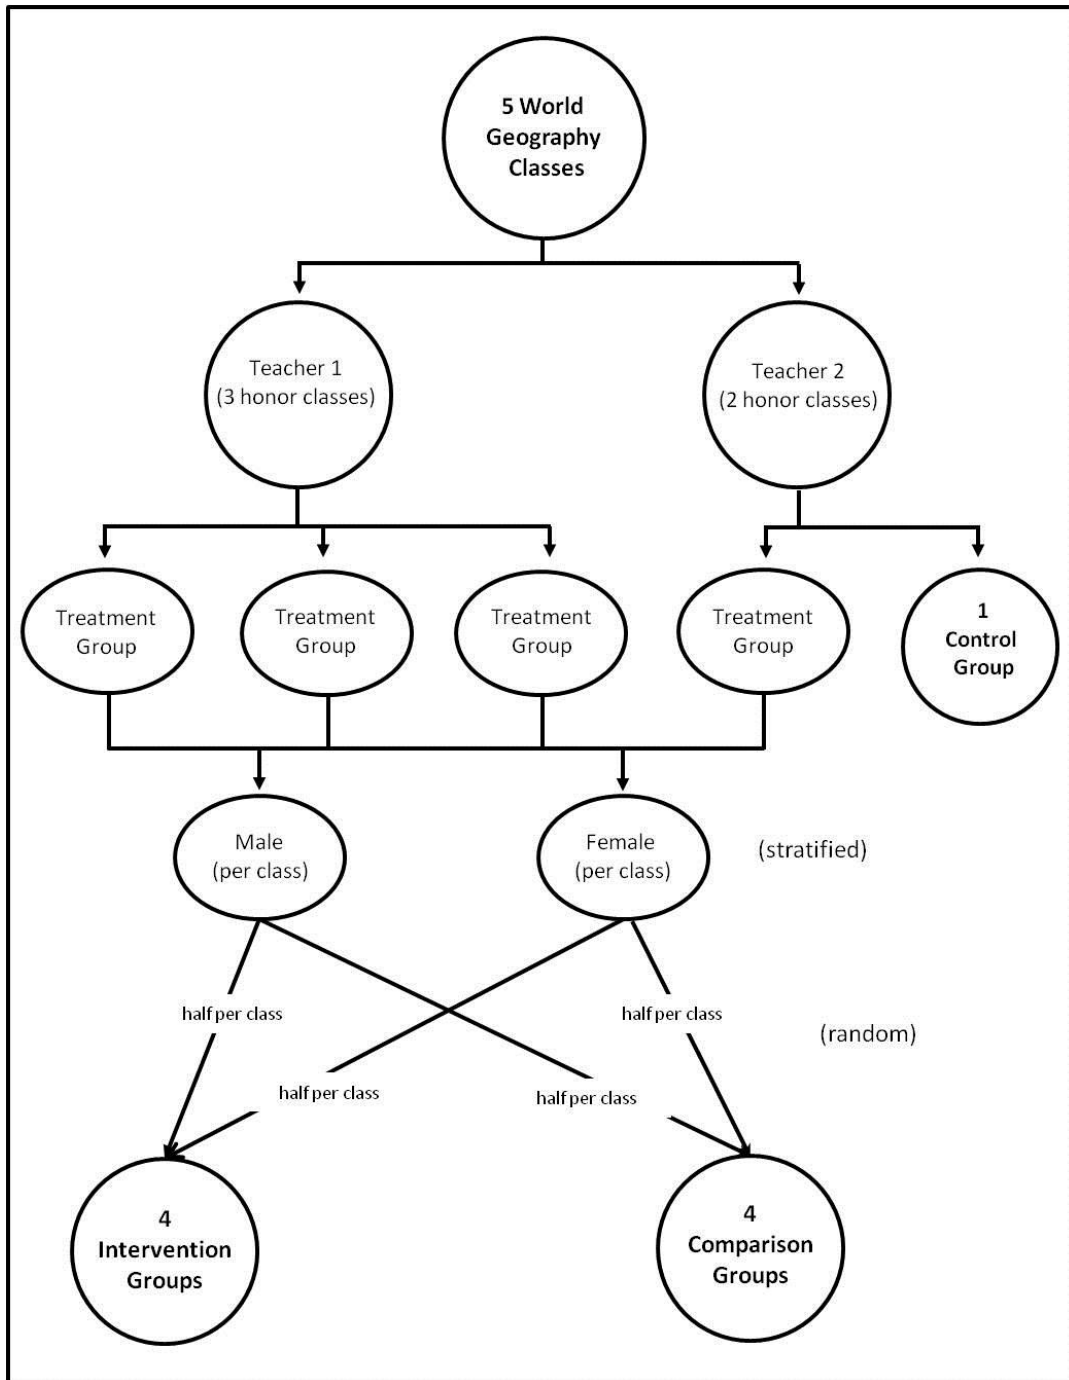 5 World
Geography
Classes
Teacher 1
(3 honor classes)
Teacher 2
(2 honor classes)
Treatment
Group
Treatment
Group
Treatment
Group
Treatment
Group
1
Control
Group
Male
(per class)
Female
(per class)
(stratified)
half per class
half per class
(random)
half per class
half per class
4
Intervention
Groups
4
Comparison
Groups